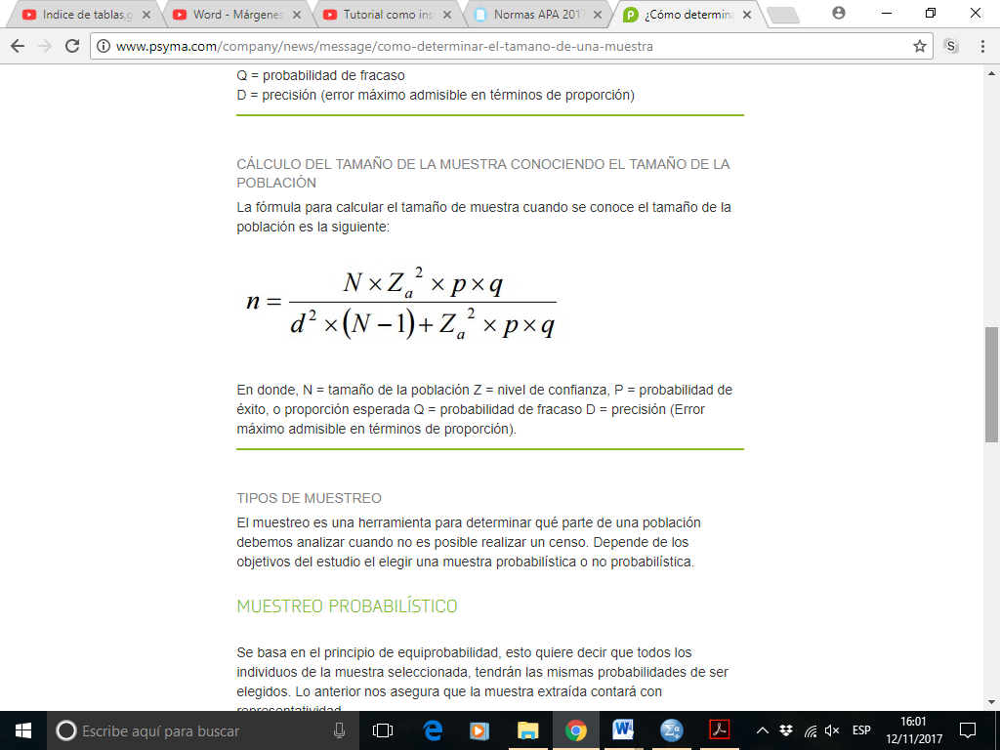 Indice de tablas,g
Word - Márgenes
Tutorial como ins
Normas APA 2017
¿Cómo determina
www.psyma.com/company/news/message/como-determinar-el-tamano-de-una-muestra
S
Q = probabilidad de fracaso
D = precisión (error máximo admisible en términos de proporción)
CÁLCULO DEL TAMAÑO DE LA MUESTRA CONOCIENDO EL TAMAÑO DE LA
POBLACIÓN
La fórmula para calcular el tamaño de muestra cuando se conoce el tamaño de la
población es la siguiente:
n = \frac{N × Z_a^2 × p × q}{d^2 × (N − 1) + Z_a^2 × p × q}
En donde, N = tamaño de la población Z = nivel de confianza, P = probabilidad de
éxito, o proporción esperada Q = probabilidad de fracaso D = precisión (Error
máximo admisible en términos de proporción).
TIPOS DE MUESTREO
El muestreo es una herramienta para determinar qué parte de una población
debemos analizar cuando no es posible realizar un censo. Depende de los
objetivos del estudio el elegir una muestra probabilística o no probabilística.
MUESTREO PROBABILÍSTICO
Se basa en el principio de equiprobabilidad, esto quiere decir que todos los
individuos de la muestra seleccionada, tendrán las mismas probabilidades de ser
elegidos. Lo anterior nos asegura que la muestra extraída contará con
representatividad
Escribe aquí para buscar
ESP
16:01
12/11/2017